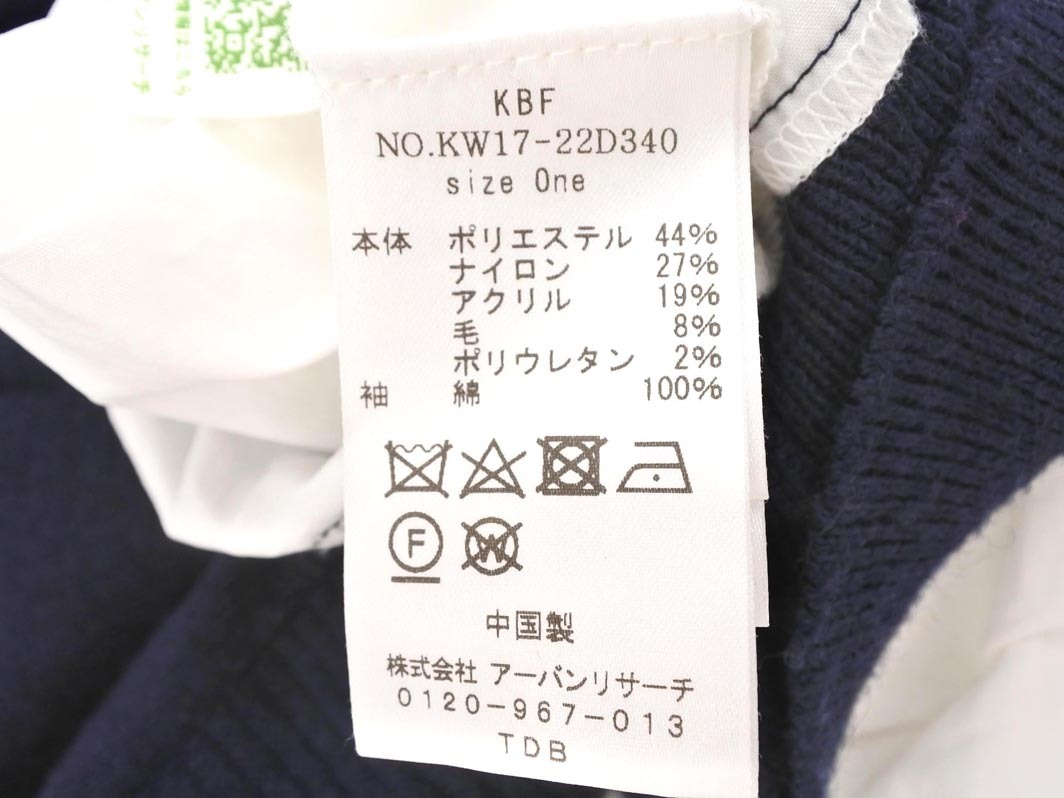 KBF
NO.KW17-22D340
size One
本体 ポリエステル 44%
ナイロン 27%
アクリル 19%
毛 8%
ポリウレタン 2%
袖 綿 100%
F W
中国製
株式会社 アーバンリサーチ
0120-967-013
TDB